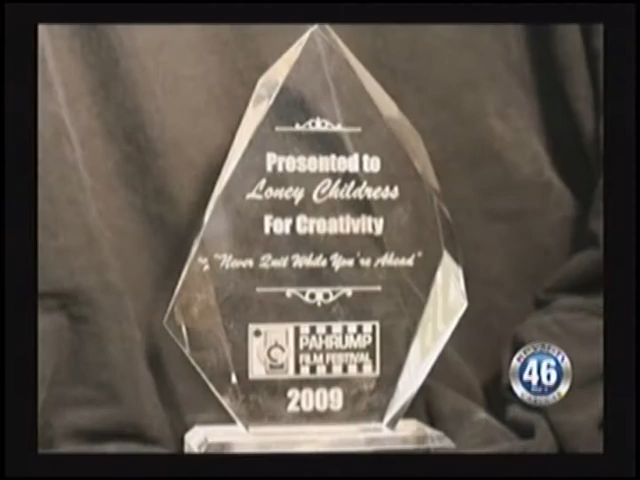 Presented to
Loney Childress
For Creativity
"Never Quit While You're Ahead"
PAHRUMP
FILM FESTIVAL
2009
46